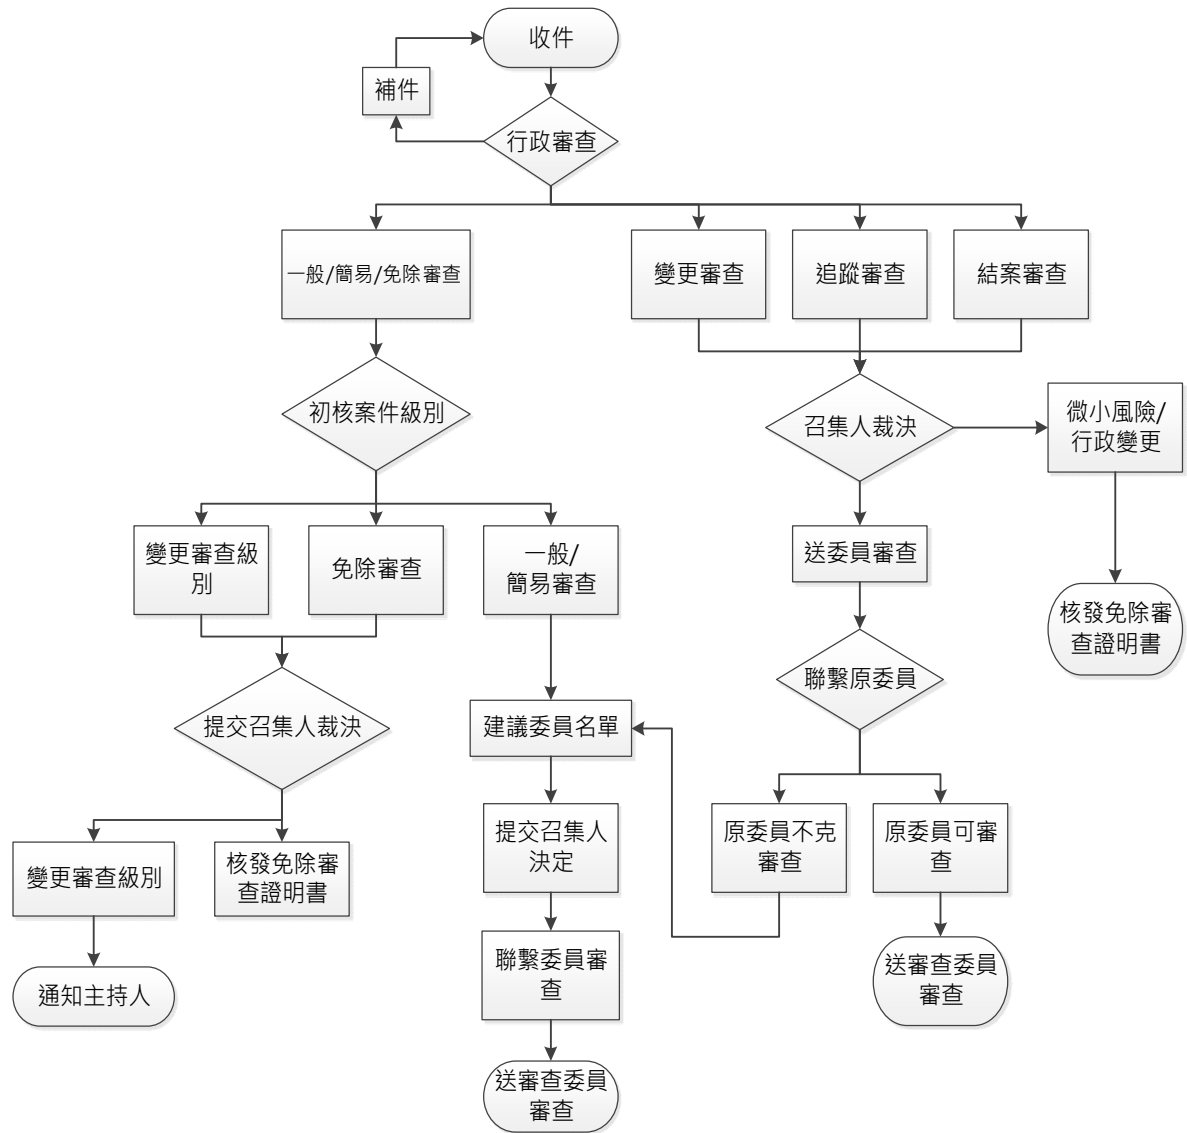 收件
補件
行政審查
一般/簡易/免除審查
變更審查
追蹤審查
結案審查
初核案件級別
召集人裁決
微小風險/
行政變更
變更審查級
別
免除審查
一般/
簡易審查
送委員審查
核發免除審
查證明書
聯繫原委員
提交召集人裁決
建議委員名單
提交召集人
決定
原委員不克
審查
原委員可審
查
變更審查級別
核發免除審
查證明書
聯繫委員審
查
送審查委員
審查
通知主持人
送審查委員
審查